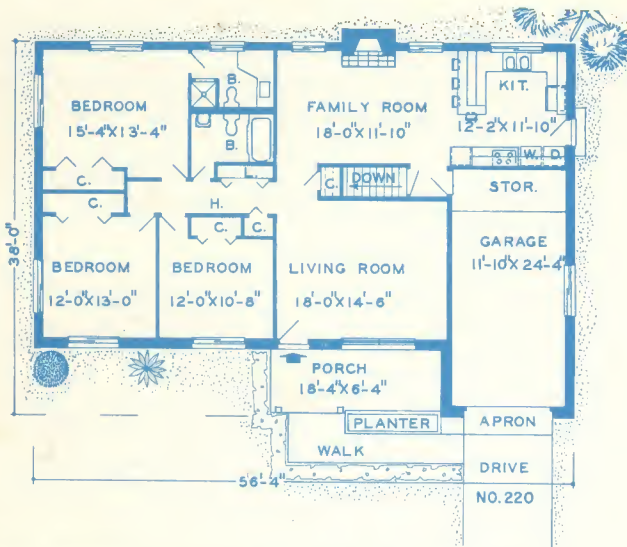 BEDROOM
15'-4"X13'-4"
B.
B.
FAMILY ROOM
18'-0"X11'-10"
KIT.
12'-2"X11'-10"
W.
D.
C.
C.
C.
DOWN
STOR.
H.
C.
C.
GARAGE
11'-10"X24'-4"
BEDROOM
12'-0"X13'-0"
BEDROOM
12'-0"X10'-8"
LIVING ROOM
18'-0"X14'-6"
38'-0"
PORCH
18'-4"X6'-4"
PLANTER
APRON
WALK
DRIVE
56'-4"
NO. 220